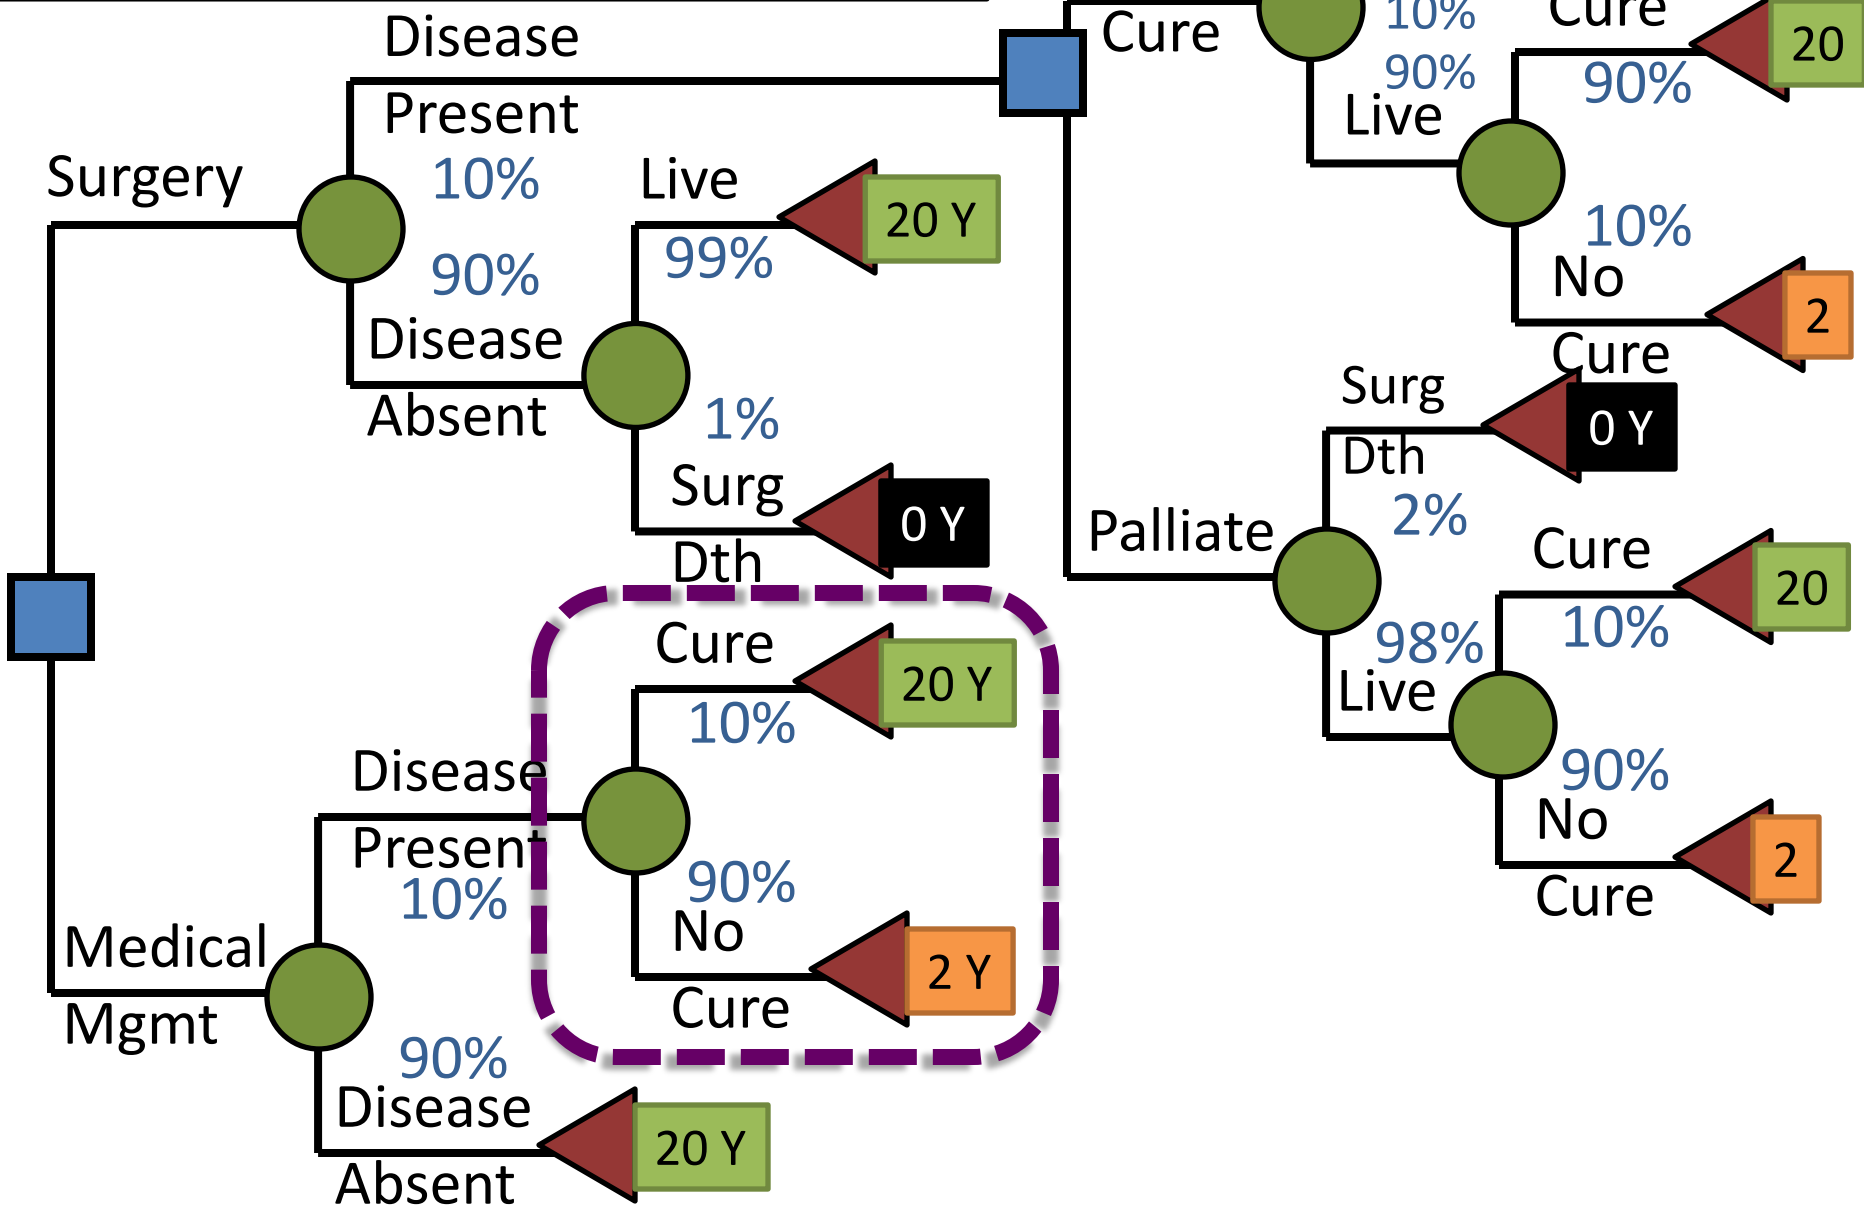 Disease
Present
10%
Surgery
90%
Disease
Absent
Live
99%
20 Y
1%
Surg
Dth
0 Y
Cure
10%
20 Y
Disease
Present
10%
90%
No
Cure
2 Y
Medical
Mgmt
90%
Disease
Absent
20 Y
Cure
10%
90%
Live
Cure
90%
20
10%
No
Cure
2
Surg
Dth
0 Y
2%
Palliate
98%
Live
Cure
10%
20
90%
No
Cure
2